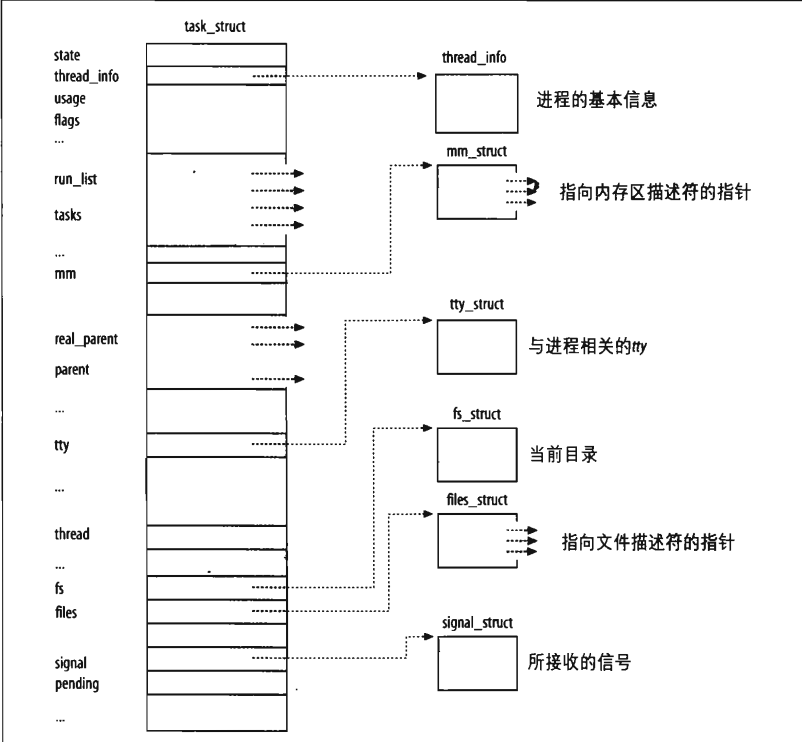 task_struct
state
thread_info
usage
flags
...
run_list
tasks
...
mm
real_parent
parent
...
tty
...
thread
...
fs
files
signal
pending
...
thread_info
进程的基本信息
mm_struct
指向内存区描述符的指针
tty_struct
与进程相关的tty
fs_struct
当前目录
files_struct
指向文件描述符的指针
signal_struct
所接收的信号